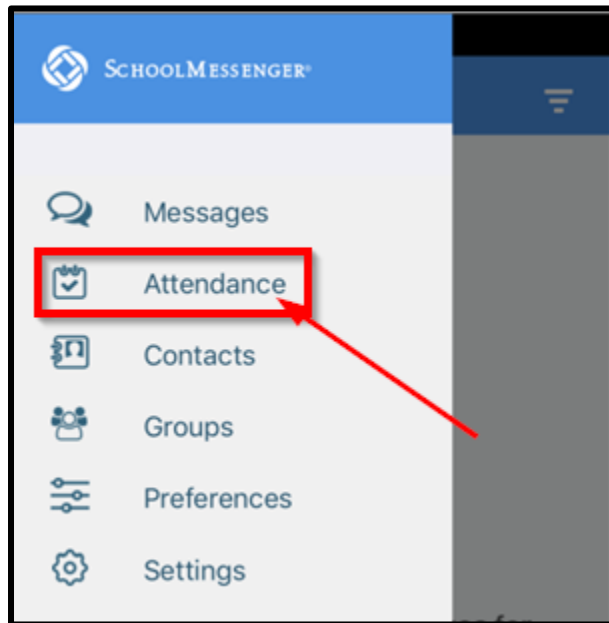 SCHOOLMESSENGER®
Messages
Attendance
Contacts
Groups
Preferences
Settings